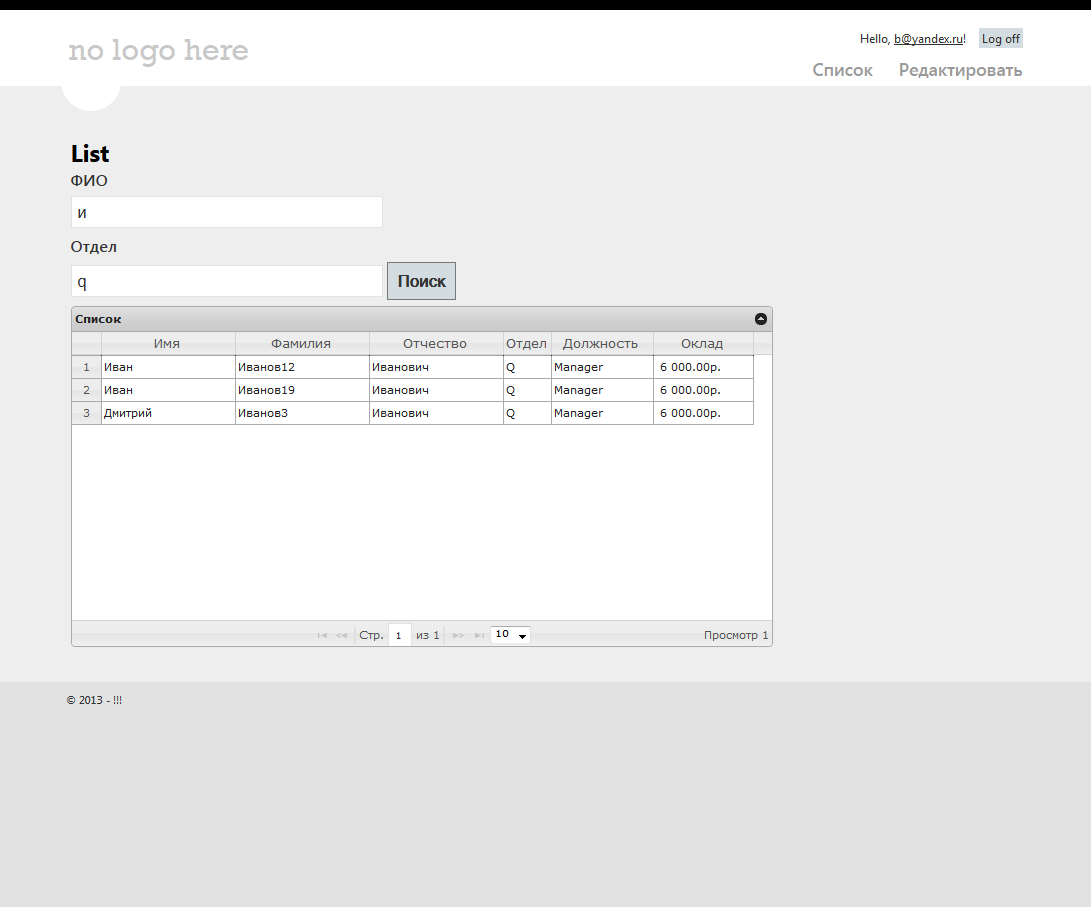 no logo here
Hello, b@yandex.ru! Log off
Список Редактировать
List
ФИО
и
Отдел
q Поиск
Список
Имя Фамилия Отчество Отдел Должность Оклад
1 Иван Иванов12 Иванович Q Manager 6 000.00р.
2 Иван Иванов19 Иванович Q Manager 6 000.00р.
3 Дмитрий Иванов3 Иванович Q Manager 6 000.00р.
Стр. 1 из 1 10 Просмотр 1
© 2013 - !!!